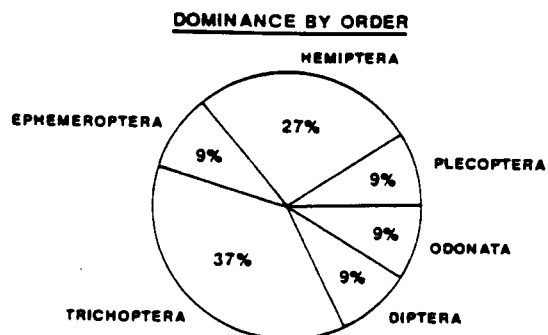 DOMINANCE BY ORDER
HEMIPTERA
EPHEMEROPTERA
27%
9%
PLECOPTERA
9%
9%
ODONATA
37%
9%
TRICHOPTERA
DIPTERA